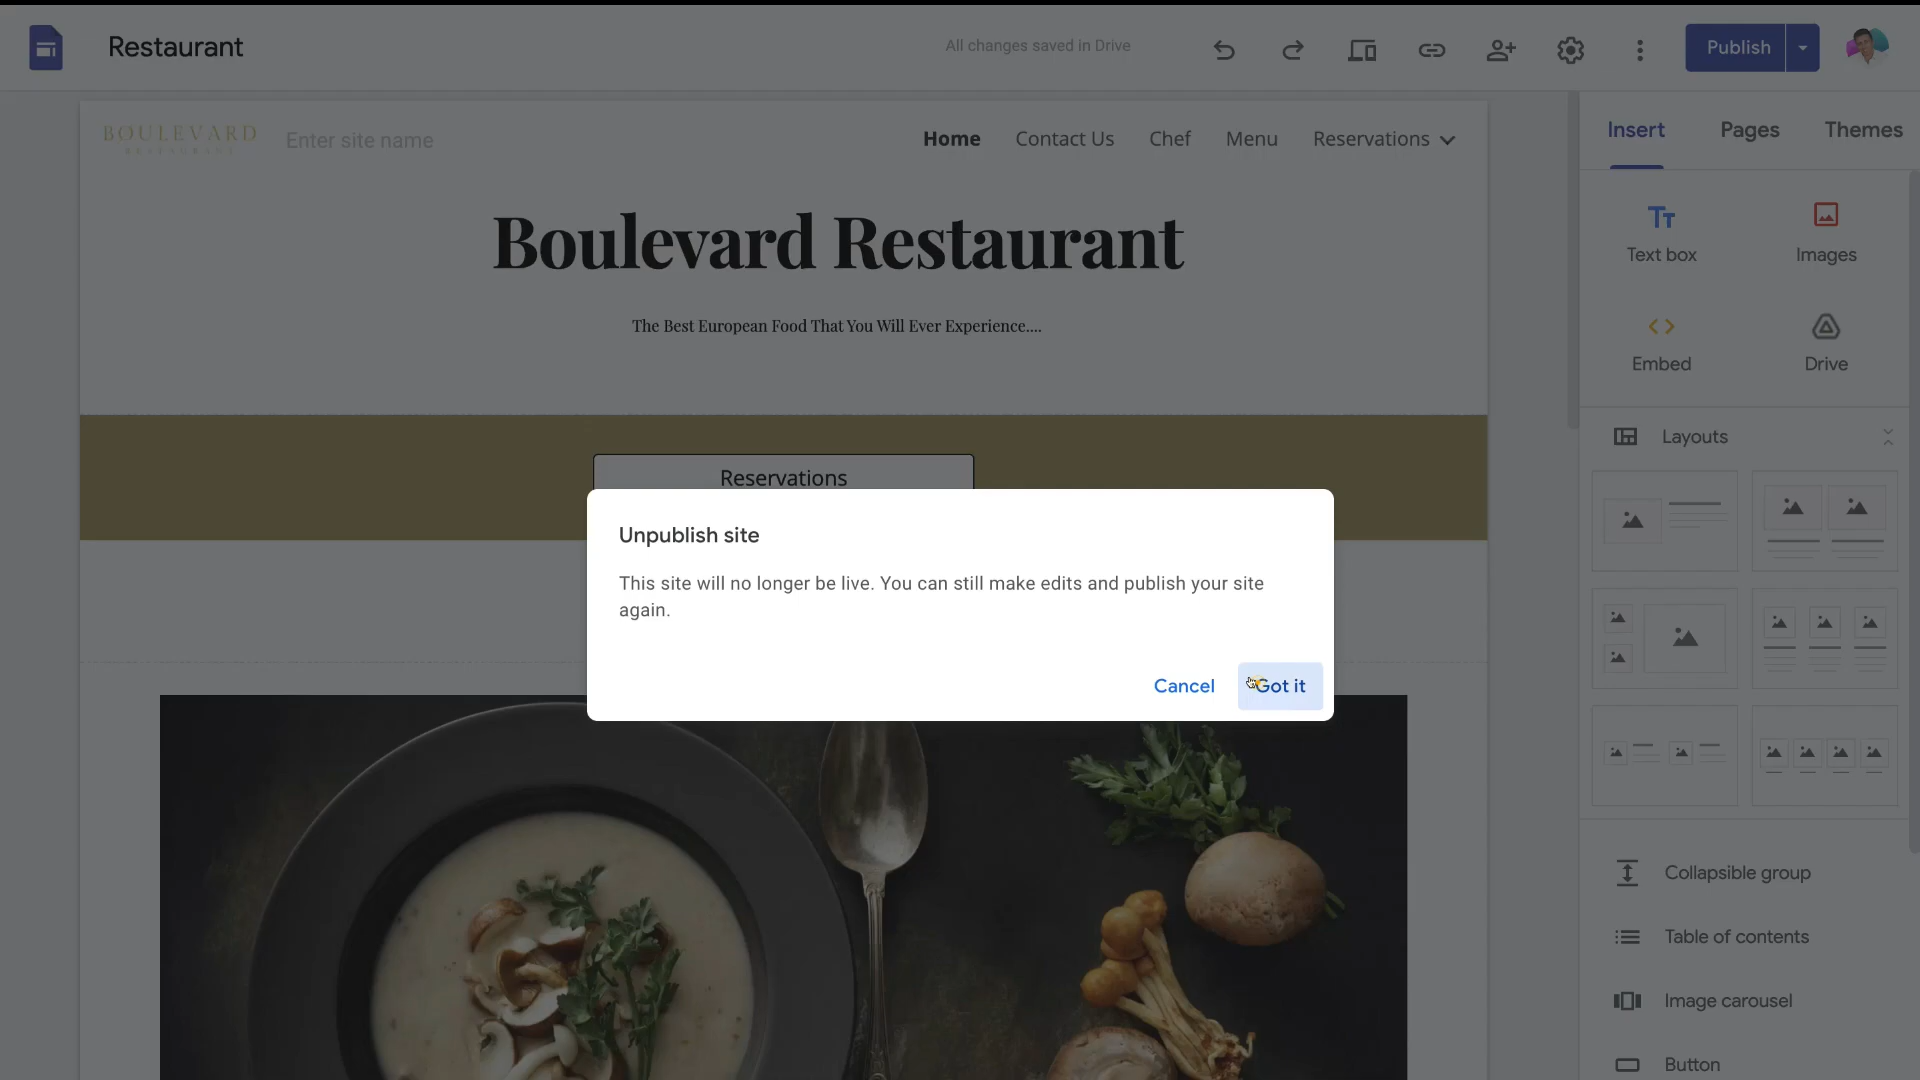 Restaurant
All changes saved in Drive
Publish
BOULEVARD
RESTAURANT
Enter site name
Home
Contact Us
Chef
Menu
Reservations
Insert
Pages
Themes
Boulevard Restaurant
The Best European Food That You Will Ever Experience....
Reservations
Unpublish site
This site will no longer be live. You can still make edits and publish your site
again.
Cancel
Got it
Tт
Text box
Images
Embed
Drive
Layouts
Collapsible group
Table of contents
Image carousel
Button